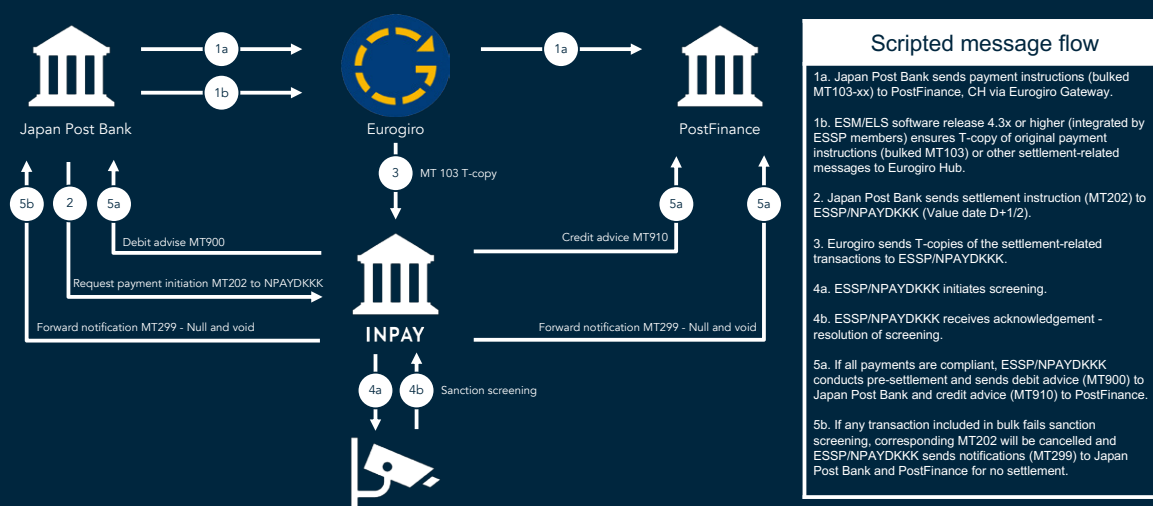 1a
1a
1b
Japan Post Bank
Eurogiro
PostFinance
3
MT 103 T-copy
5b
2
5a
5a
5a
Debit advise MT900
Credit advice MT910
Request payment initiation MT202 to NPAYDKKK
Forward notification MT299 - Null and void
Forward notification MT299 - Null and void
INPAY
4a
4b
Sanction screening
Scripted message flow
1a. Japan Post Bank sends payment instructions (bulked
MT103-xx) to PostFinance, CH via Eurogiro Gateway.
1b. ESM/ELS software release 4.3x or higher (integrated by
ESSP members) ensures T-copy of original payment
instructions (bulked MT103) or other settlement-related
messages to Eurogiro Hub.
2. Japan Post Bank sends settlement instruction (MT202) to
ESSP/NPAYDKKK (Value date D+1/2).
3. Eurogiro sends T-copies of the settlement-related
transactions to ESSP/NPAYDKKK.
4a. ESSP/NPAYDKKK initiates screening.
4b. ESSP/NPAYDKKK receives acknowledgement -
resolution of screening.
5a. If all payments are compliant, ESSP/NPAYDKKK
conducts pre-settlement and sends debit advice (MT900) to
Japan Post Bank and credit advice (MT910) to PostFinance.
5b. If any transaction included in bulk fails sanction
screening, corresponding MT202 will be cancelled and
ESSP/NPAYDKKK sends notifications (MT299) to Japan
Post Bank and PostFinance for no settlement.